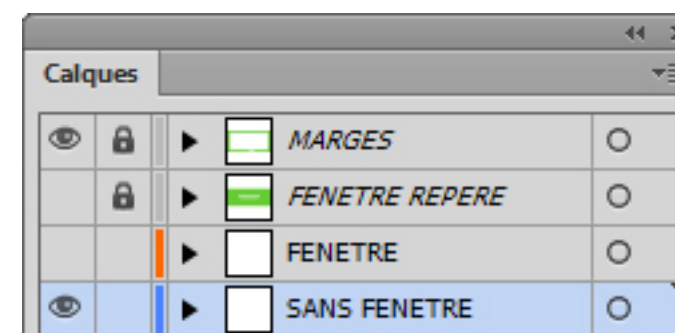 Calques
MARGES
FENETRE REPERE
FENETRE
SANS FENETRE